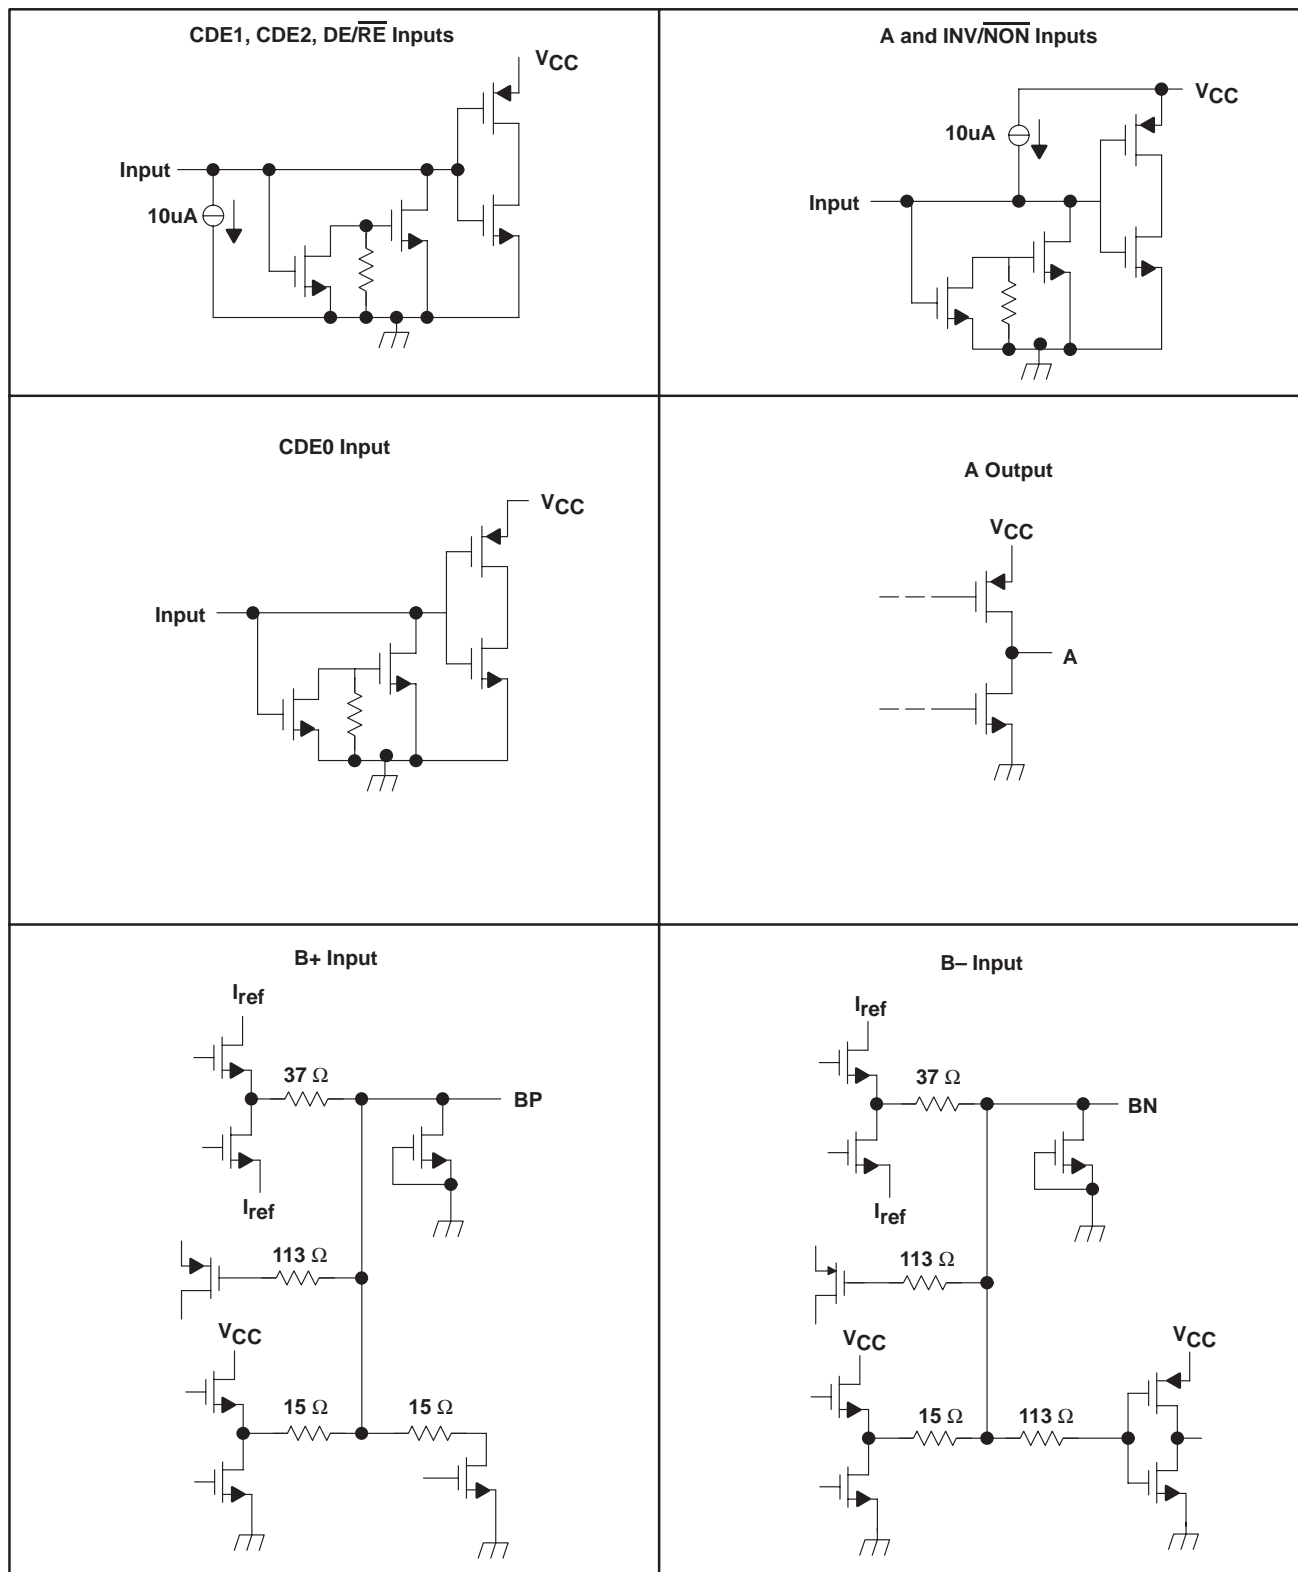 CDE1, CDE2, DE/R̅E̅ Inputs
VCC
Input
10uA
A and INV/N̅O̅N̅ Inputs
VCC
10uA
Input
CDE0 Input
VCC
Input
A Output
VCC
A
B+ Input
Iref
37 Ω
BP
Iref
113 Ω
VCC
15 Ω
15 Ω
B– Input
Iref
37 Ω
BN
Iref
113 Ω
VCC
VCC
15 Ω
113 Ω